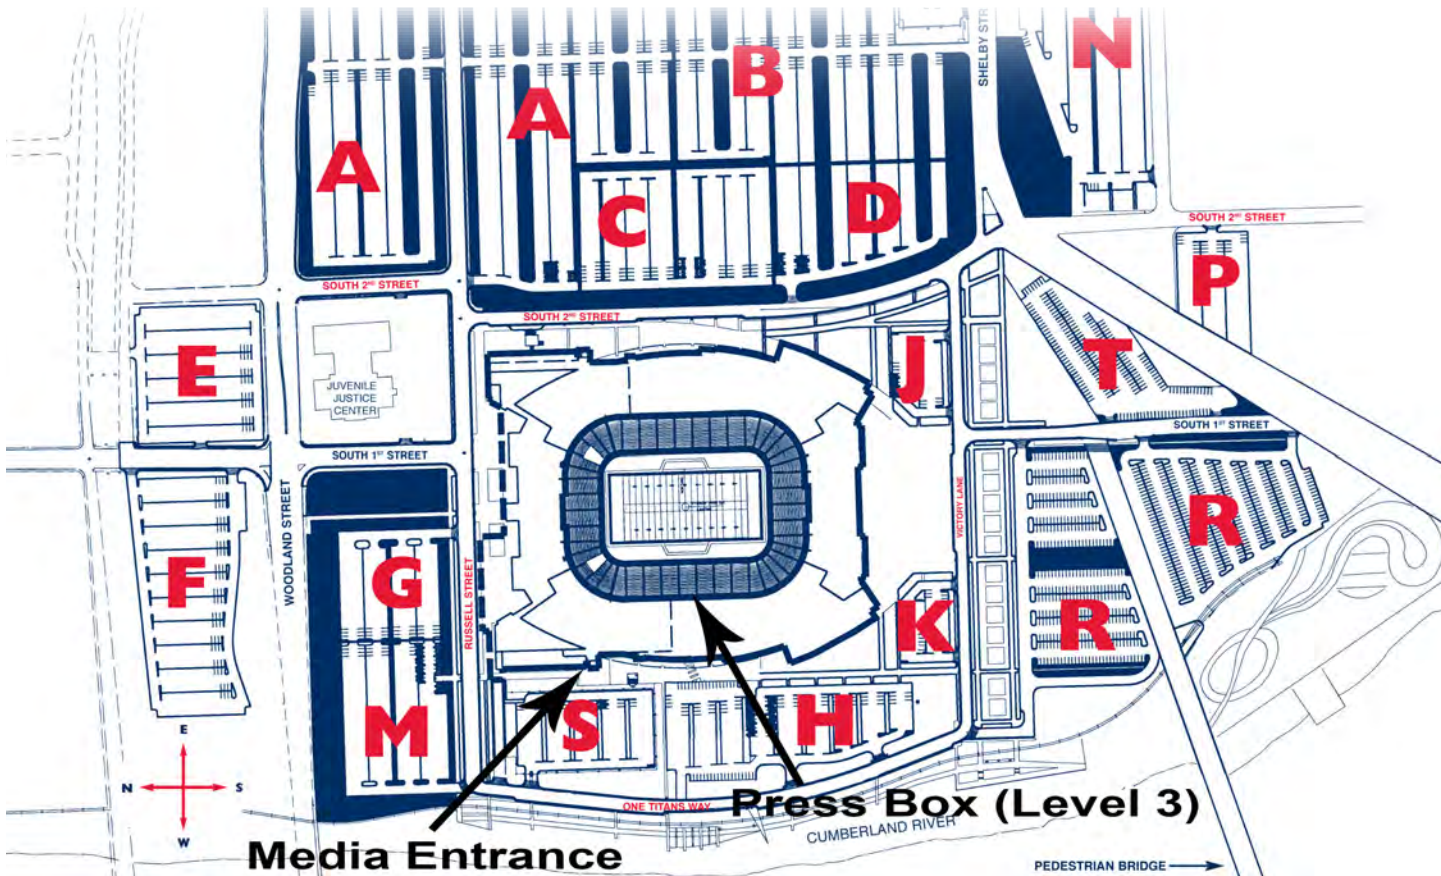 N
B
SHELBY STR
A
A
C
D
SOUTH 2ND STREET
P
SOUTH 2ND STREET
SOUTH 2ND STREET
E
JUVENILE
JUSTICE
CENTER
J
T
SOUTH 1ST STREET
SOUTH 1ST STREET
WOODLAND STREET
RUSSELL STREET
VICTORY LANE
F
G
R
R
K
M
S
H
E
N
S
W
ONE TITANS WAY
Press Box (Level 3)
CUMBERLAND RIVER
Media Entrance
PEDESTRIAN BRIDGE